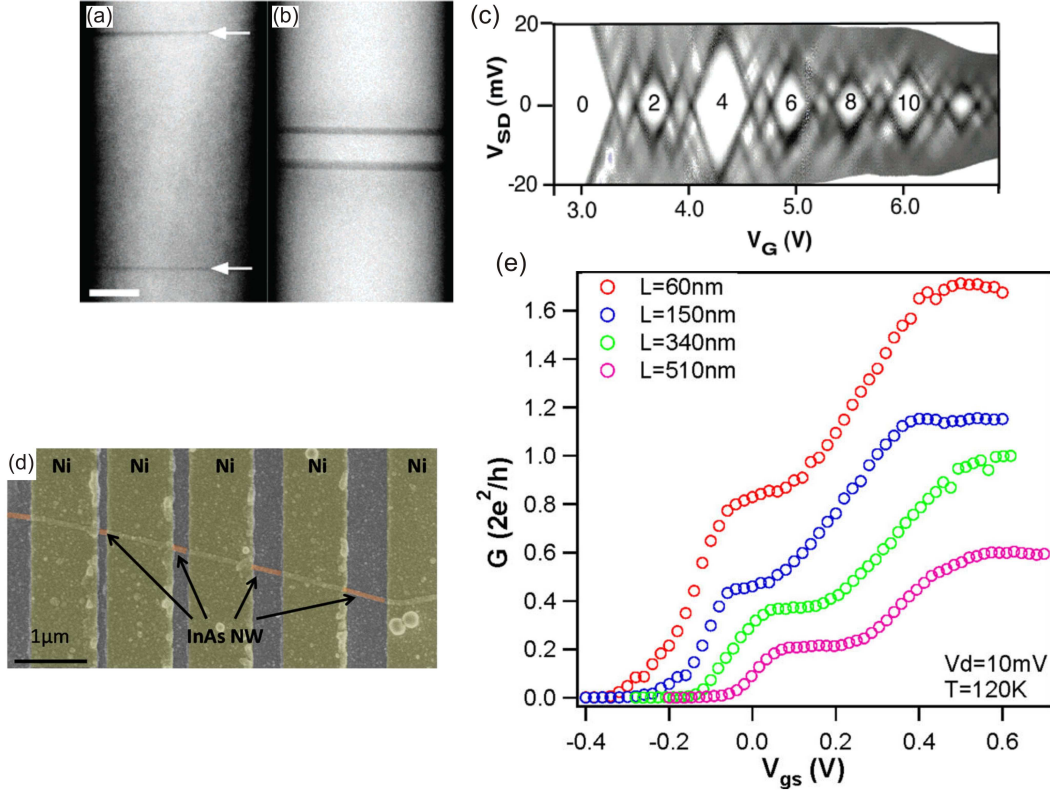 (a)
(b)
(c)
20
0
-20
V_SD (mV)
0
2
4
6
8
10
3.0
4.0
5.0
6.0
V_G (V)
(d)
Ni
Ni
Ni
Ni
Ni
InAs NW
1µm
(e)
L=60nm
L=150nm
L=340nm
L=510nm
1.6
1.2
1.0
0.8
0.6
0.4
0.2
0.0
G (2e²/h)
Vd=10mV
T=120K
-0.4
-0.2
0.0
0.2
0.4
0.6
V_gs (V)